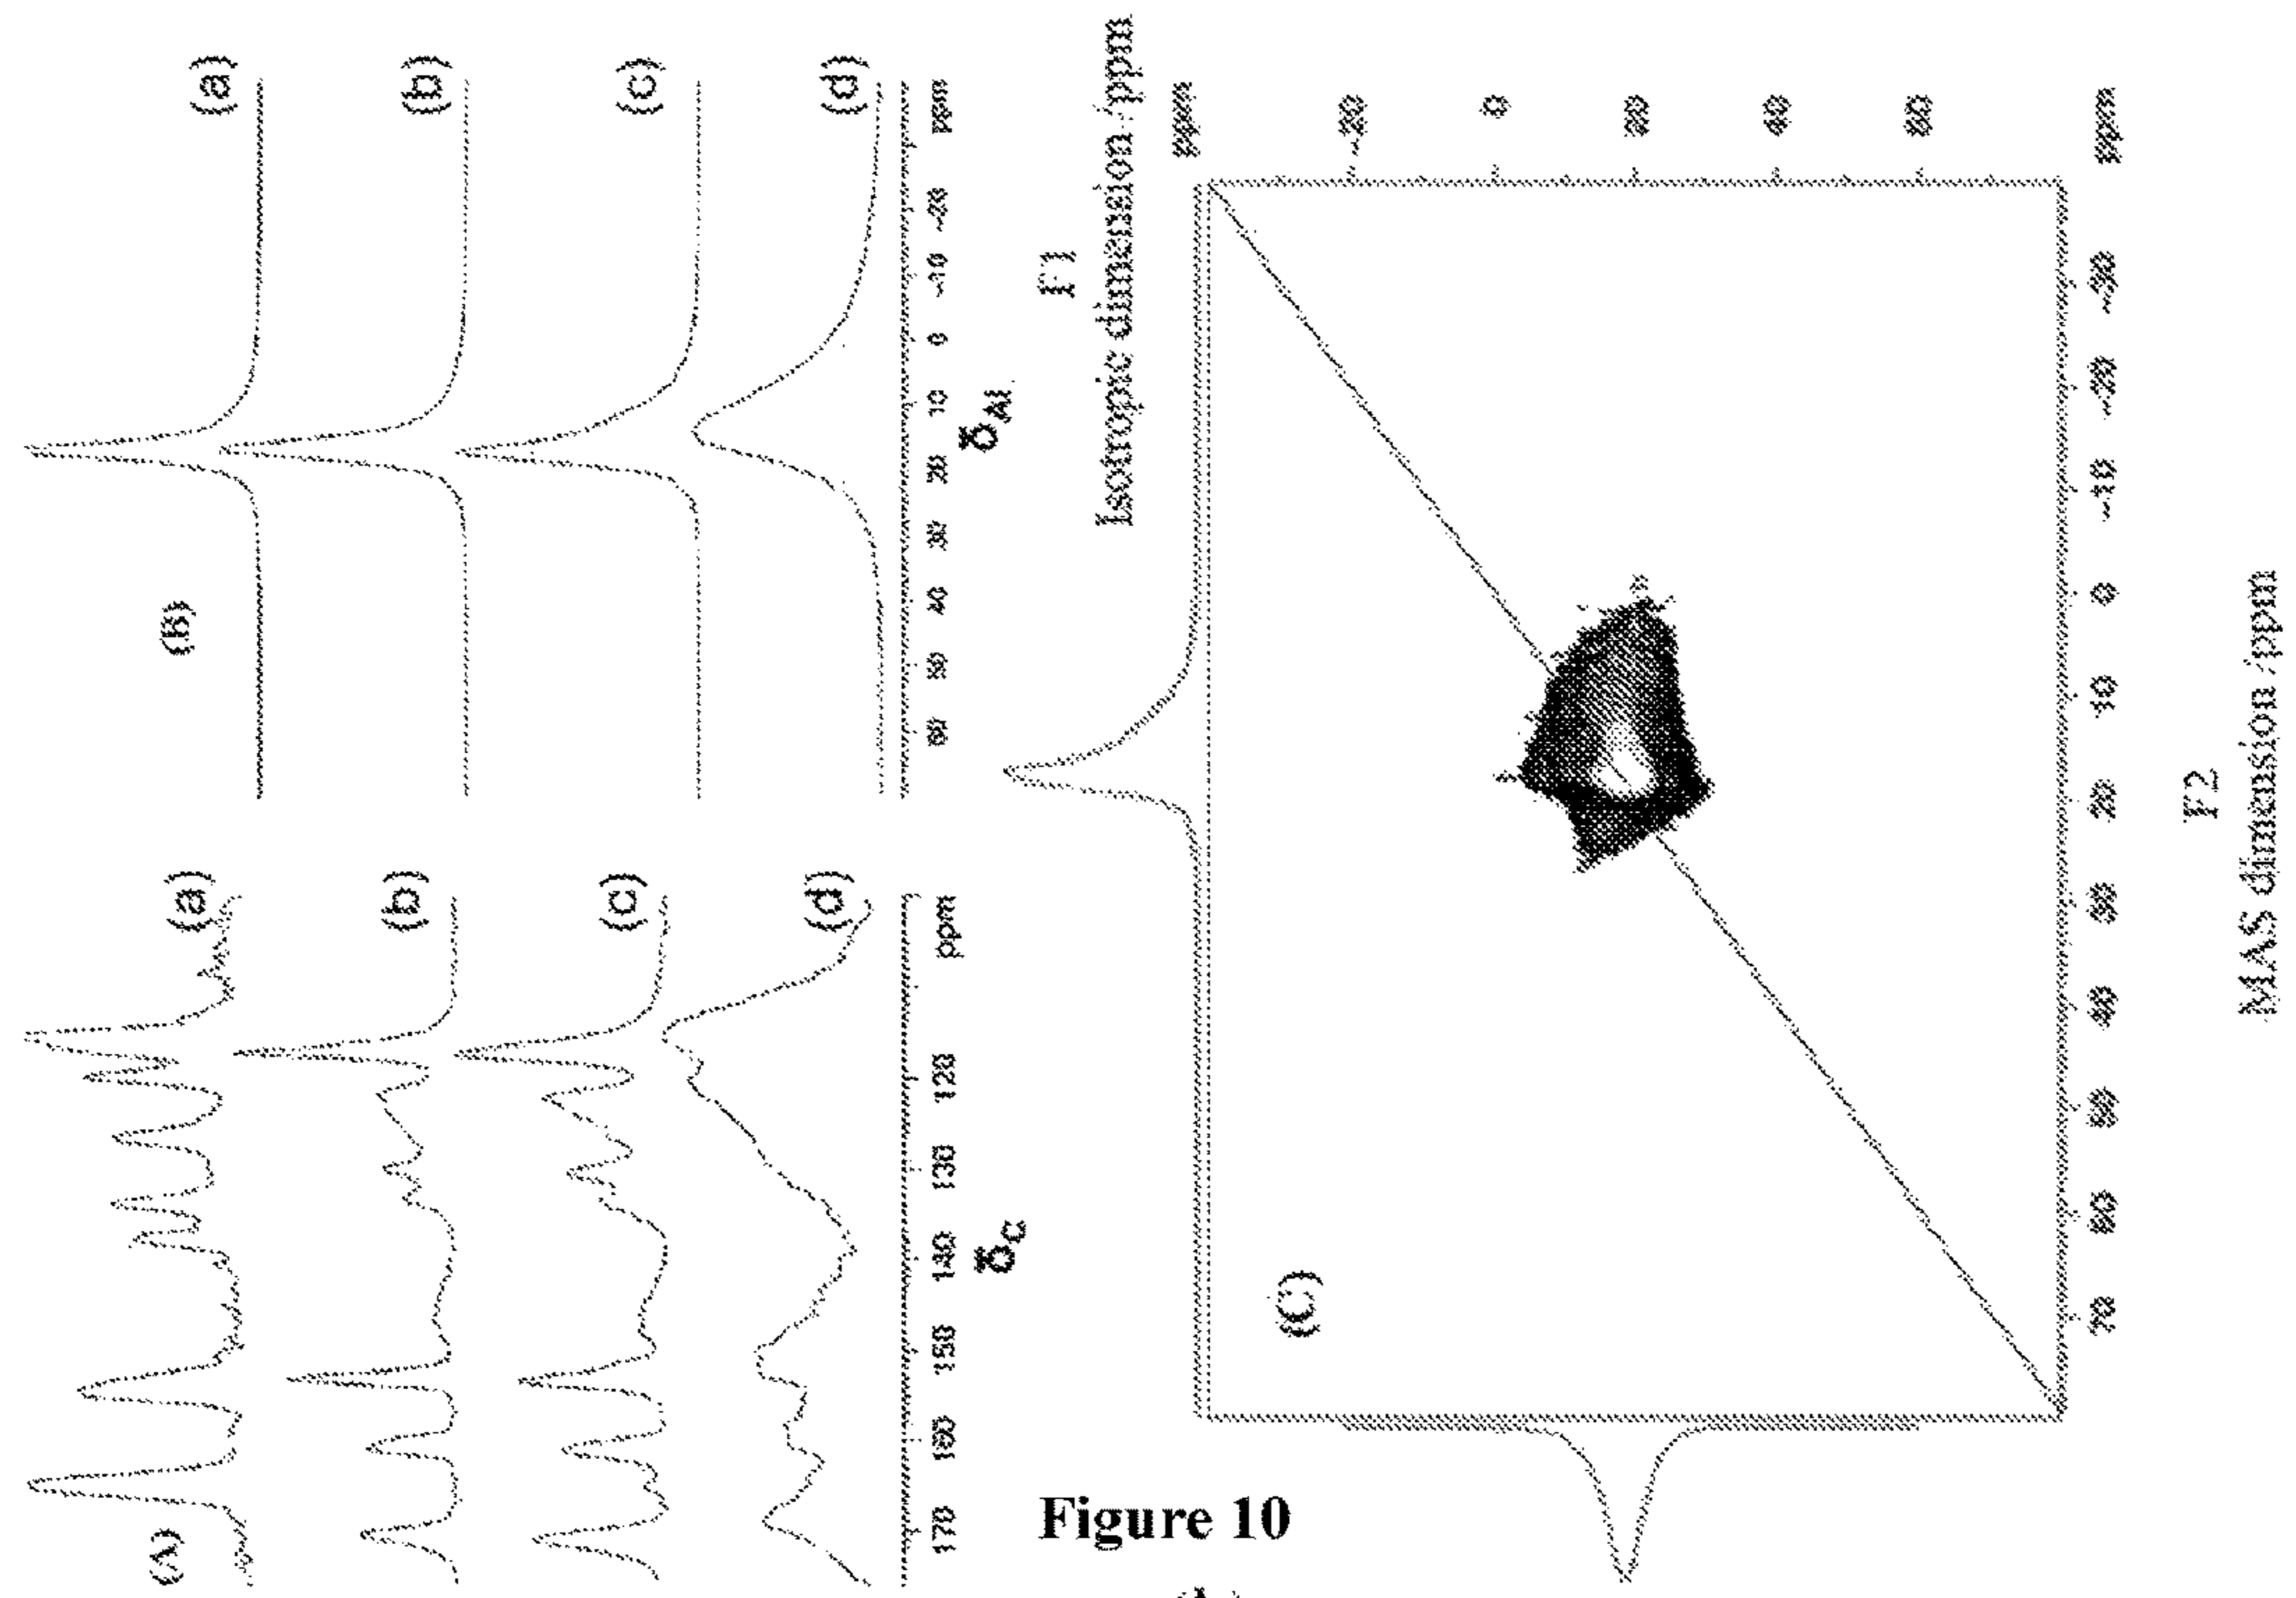 (A)
(a)
(b)
(c)
(d)
170 160 150 140 130 120 ppm
δC
(B)
(a)
(b)
(c)
(d)
60 50 40 30 20 10 0 -10 -20 ppm
δAl
F1
Isotropic dimension /ppm
ppm
-20
0
20
40
60
ppm
(C)
70 60 50 40 30 20 10 0 -10 -20 -30
F2
MAS dimension /ppm
Figure 10